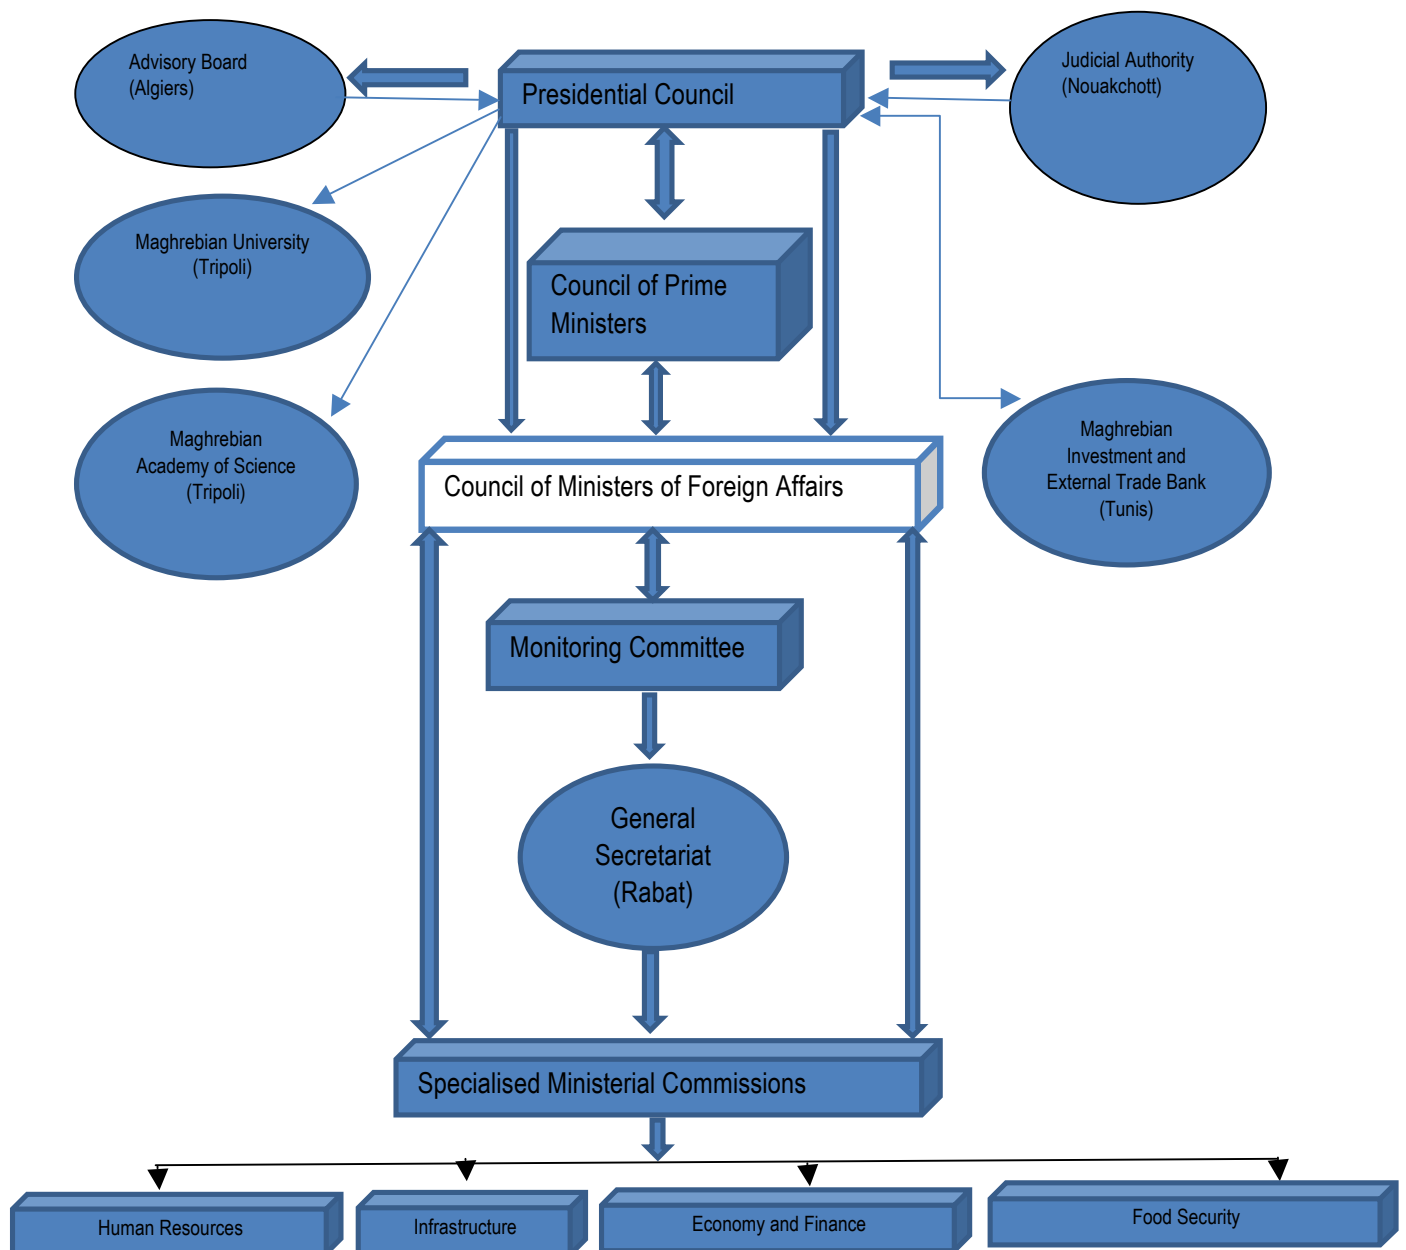 Advisory Board
(Algiers)
Presidential Council
Judicial Authority
(Nouakchott)
Maghrebian University
(Tripoli)
Council of Prime
Ministers
Maghrebian
Academy of Science
(Tripoli)
Council of Ministers of Foreign Affairs
Maghrebian
Investment and
External Trade Bank
(Tunis)
Monitoring Committee
General
Secretariat
(Rabat)
Specialised Ministerial Commissions
Human Resources
Infrastructure
Economy and Finance
Food Security